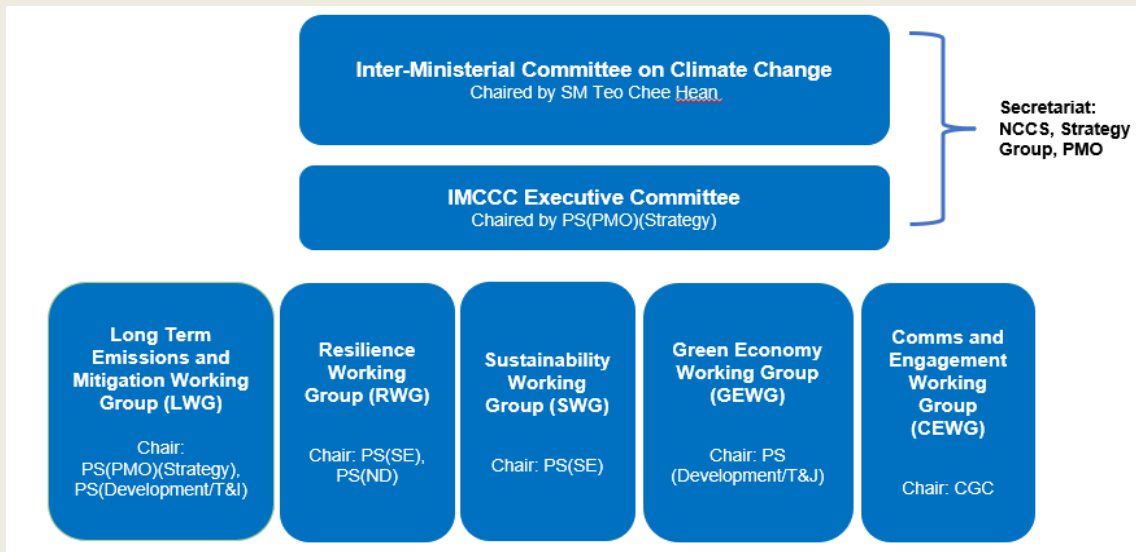 Inter-Ministerial Committee on Climate Change
Chaired by SM Teo Chee Hean
Secretariat:
NCCS, Strategy
Group, PMO
IMCCC Executive Committee
Chaired by PS(PMO)(Strategy)
Long Term
Emissions and
Mitigation Working
Group (LWG)
Chair:
PS(PMO)(Strategy),
PS(Development/T&I)
Resilience
Working
Group (RWG)
Chair: PS(SE),
PS(ND)
Sustainability
Working
Group (SWG)
Chair: PS(SE)
Green Economy
Working Group
(GEWG)
Chair: PS
(Development/T&J)
Comms and
Engagement
Working
Group
(CEWG)
Chair: CGC